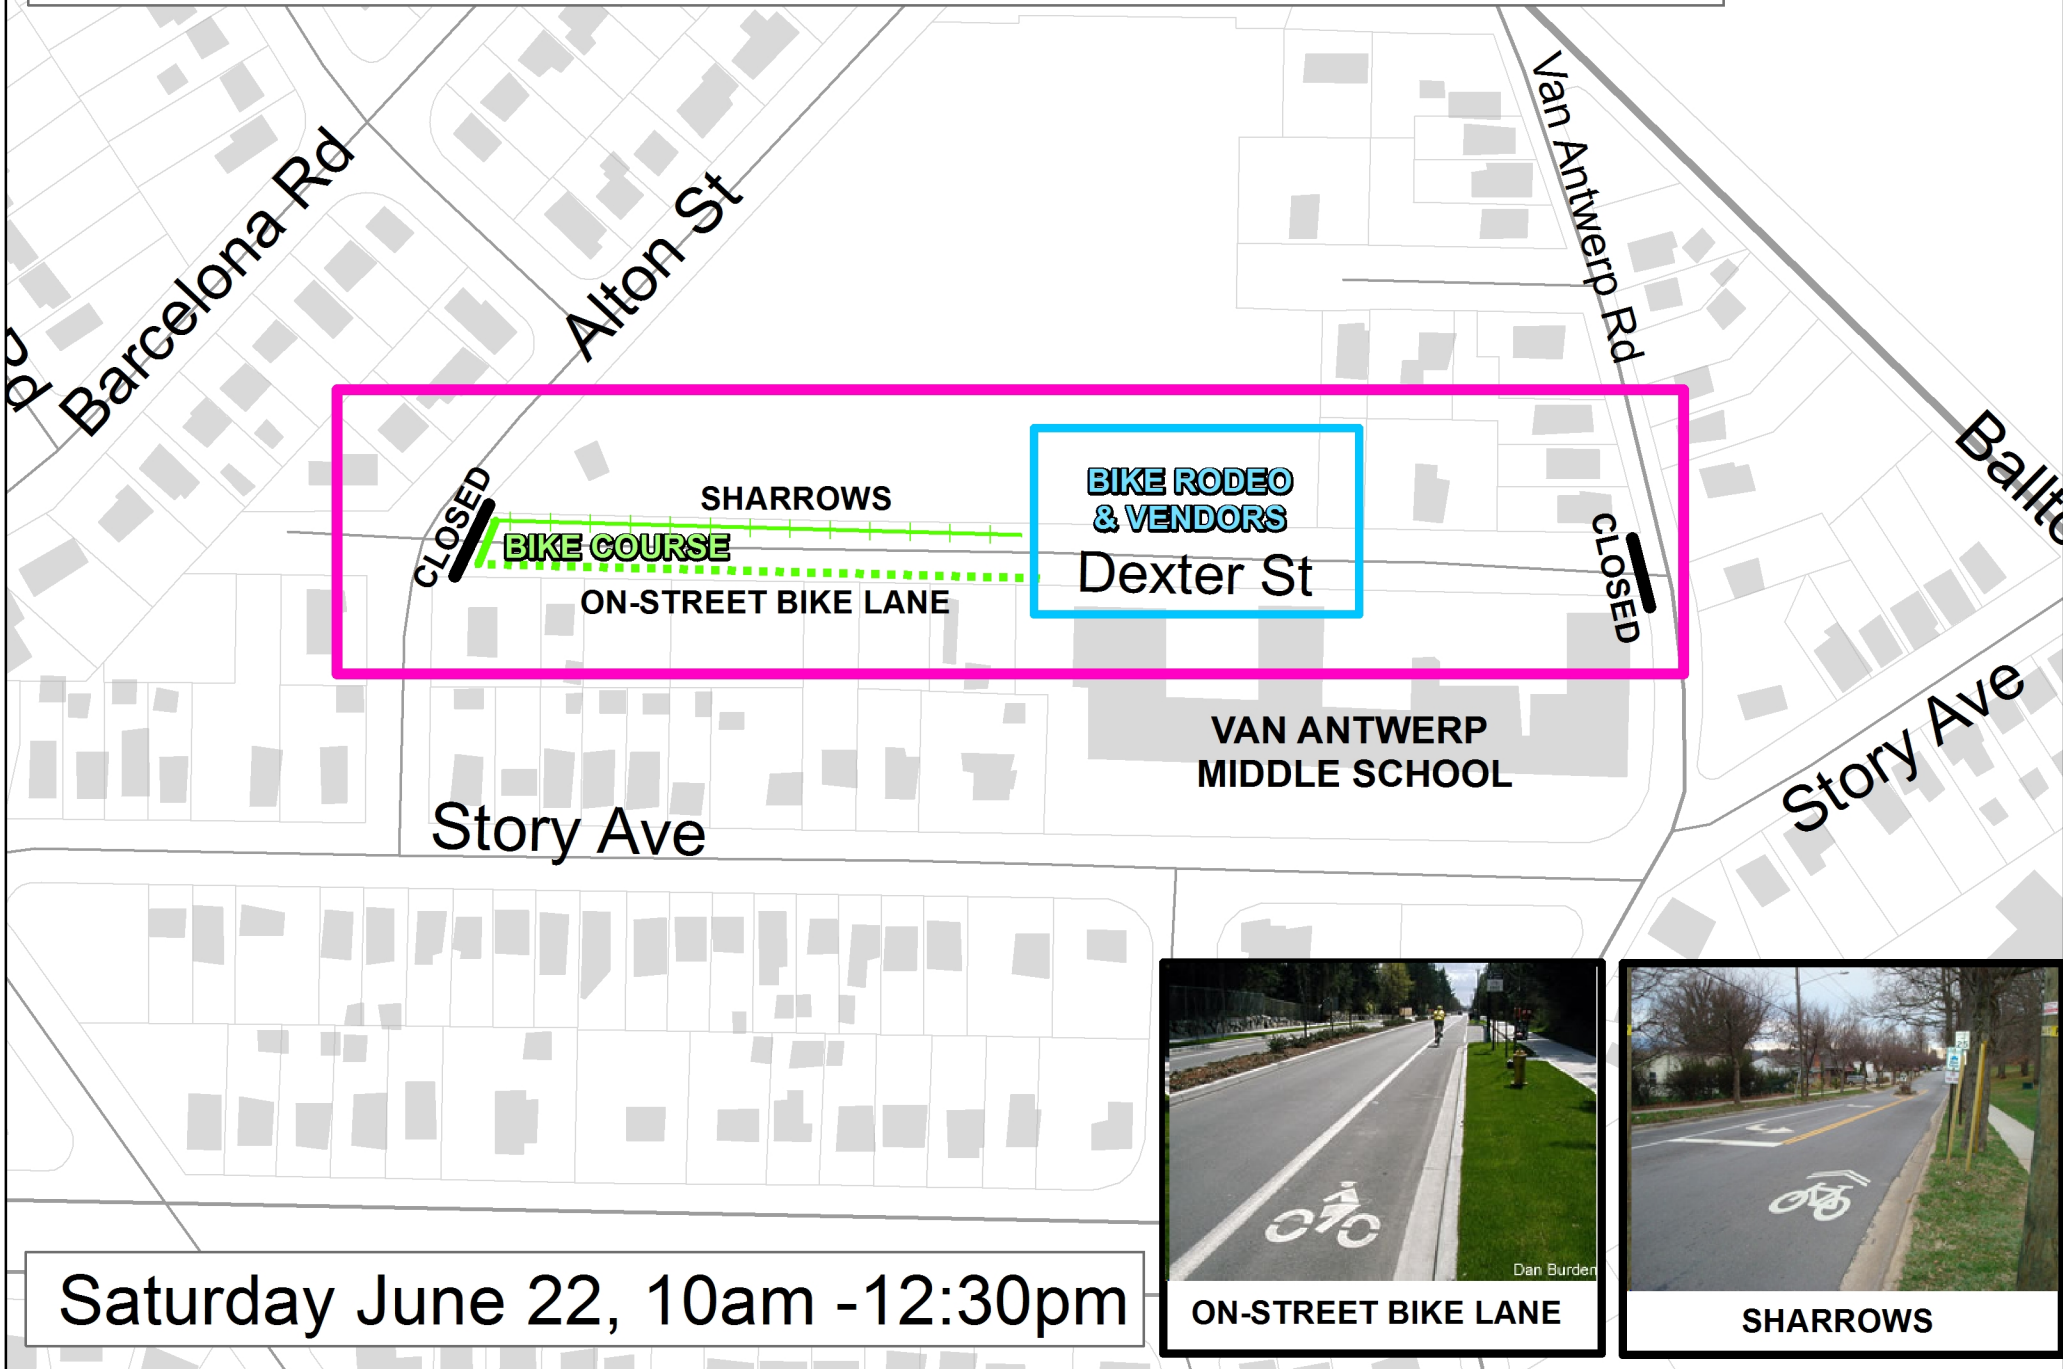 Van Antwerp Rd
Barcelona Rd
Alton St
Rd
CLOSED
SHARROWS
BIKE COURSE
ON-STREET BIKE LANE
BIKE RODEO
& VENDORS
Dexter St
CLOSED
VAN ANTWERP
MIDDLE SCHOOL
Story Ave
Story Ave
Dan Burden
25
Saturday June 22, 10am -12:30pm
ON-STREET BIKE LANE
SHARROWS